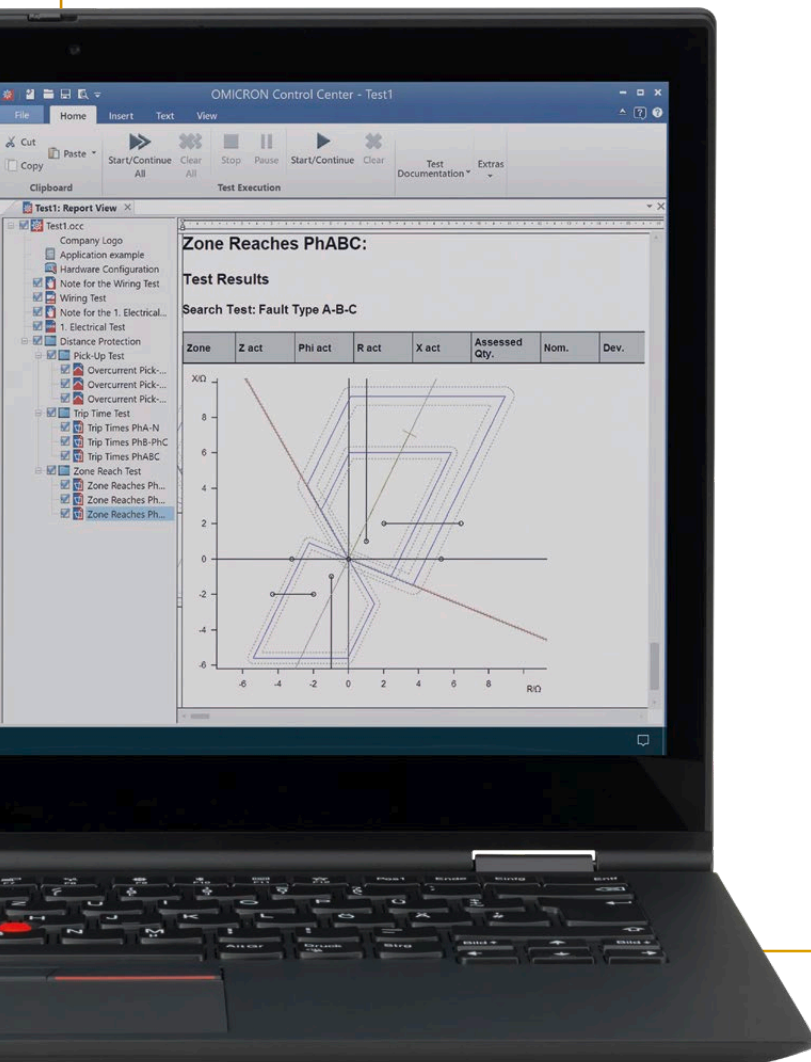 OMICRON Control Center - Test1
File Home Insert Text View
Cut
Copy
Paste
Clipboard
Start/Continue All
Clear All
Stop
Pause
Start/Continue
Clear
Test Execution
Test Documentation
Extras
Test1: Report View
Test1.occ
Company Logo
Application example
Hardware Configuration
Note for the Wiring Test
Wiring Test
Note for the 1. Electrical...
1. Electrical Test
Distance Protection
Pick-Up Test
Overcurrent Pick-...
Overcurrent Pick-...
Overcurrent Pick-...
Trip Time Test
Trip Times PhA-N
Trip Times PhB-PhC
Trip Times PhABC
Zone Reach Test
Zone Reaches Ph...
Zone Reaches Ph...
Zone Reaches Ph...
Zone Reaches PhABC:
Test Results
Search Test: Fault Type A-B-C
Zone Z act Phi act R act X act Assessed Qty. Nom. Dev.
X/Ω
8
6
4
2
0
-2
-4
-6
-6 -4 -2 0 2 4 6 8 R/Ω
Alt Gr Druck Strg Bild Bild